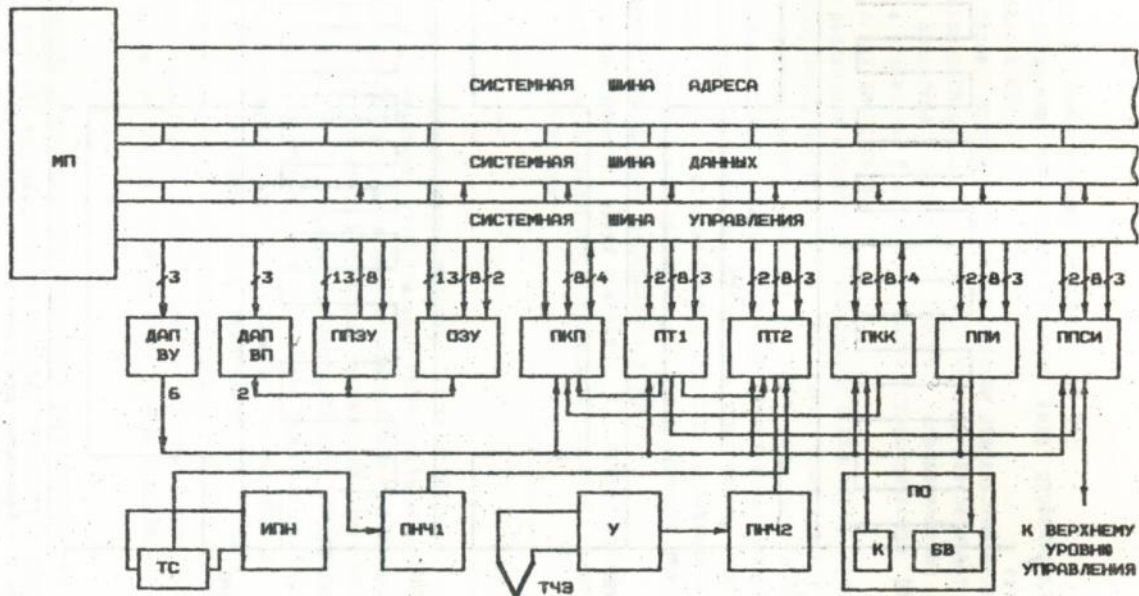 СИСТЕМНАЯ ШИНА АДРЕСА
МП
СИСТЕМНАЯ ШИНА ДАННЫХ
СИСТЕМНАЯ ШИНА УПРАВЛЕНИЯ
3 3 13 8 13 8 2 8 4 2 8 3 2 8 3 2 8 4 2 8 3 2 8 3
ДАП ДАП ППЗУ ОЗУ ПКП ПТ1 ПТ2 ПКК ППИ ППСИ
ВУ ВП
6 2
ПО
ИПН ПНЧ1 У ПНЧ2
К БВ
ТС
ТЧЭ
К ВЕРХНЕМУ
УРОВНЮ
УПРАВЛЕНИЯ